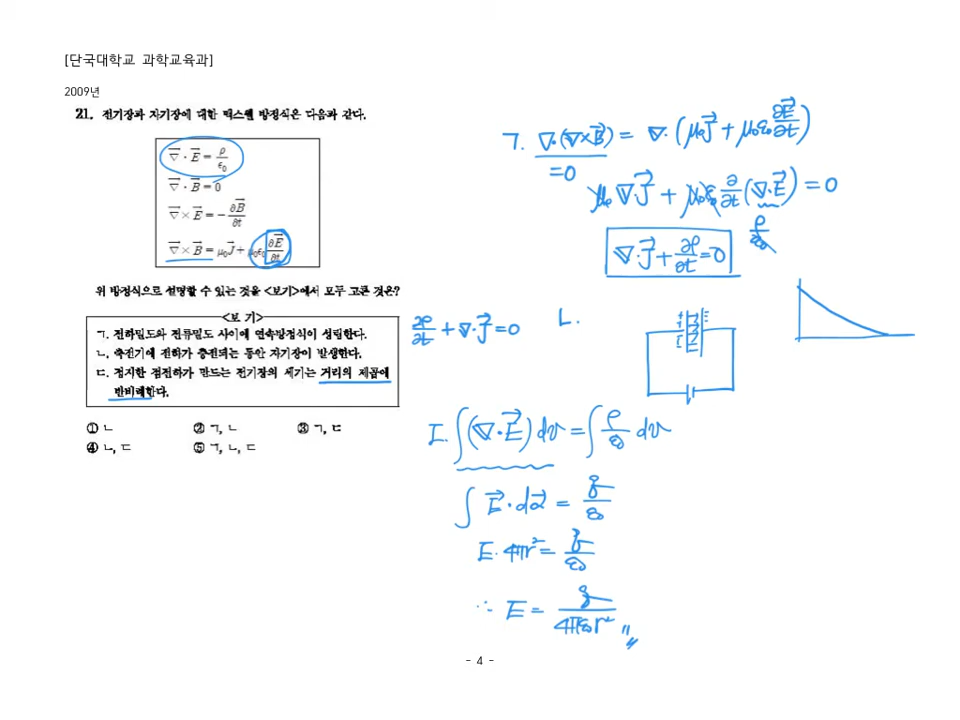 [단국대학교 과학교육과]
2009년
21. 전기장과 자기장에 대한 맥스웰 방정식은 다음과 같다.
∇⃗ · E⃗ = ρ/ε₀
∇⃗ · B⃗ = 0
∇⃗ × E⃗ = − ∂B⃗/∂t
∇⃗ × B⃗ = μ₀J⃗ + μ₀ε₀ ∂E⃗/∂t
위 방정식으로 설명할 수 있는 것을 <보기>에서 모두 고른 것은?
<보 기>
ㄱ. 전하밀도와 전류밀도 사이에 연속방정식이 성립한다.
ㄴ. 축전기에 전하가 충전되는 동안 자기장이 발생한다.
ㄷ. 정지한 점전하가 만드는 전기장의 세기는 거리의 제곱에
반비례한다.
① ㄴ ② ㄱ, ㄴ ③ ㄱ, ㄷ
④ ㄴ, ㄷ ⑤ ㄱ, ㄴ, ㄷ
∂ρ/∂t + ∇·J⃗ = 0
ㄱ. ∇·(∇×B⃗) = ∇·(μ₀J⃗ + μ₀ε₀ ∂E⃗/∂t)
= 0
μ₀ ∇·J⃗ + μ₀ε₀ ∂/∂t (∇·E⃗) = 0
ρ/ε₀
∇·J⃗ + ∂ρ/∂t = 0
ㄴ.
ㄷ. ∫(∇·E⃗) dv = ∫ ρ/ε₀ dv
∫ E⃗·da⃗ = q/ε₀
E·4πr² = q/ε₀
∴ E = q/4πε₀r² 〃
- 4 -